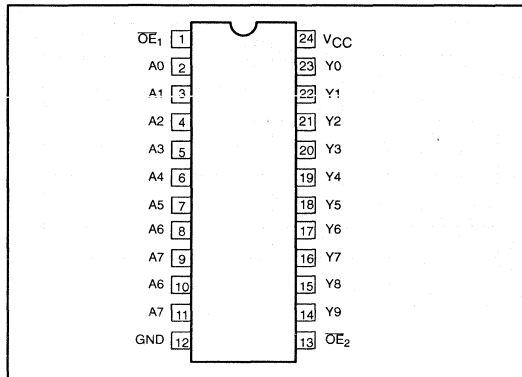 OE1 1 24 VCC
A0 2 23 Y0
A1 3 22 Y1
A2 4 21 Y2
A3 5 20 Y3
A4 6 19 Y4
A5 7 18 Y5
A6 8 17 Y6
A7 9 16 Y7
A6 10 15 Y8
A7 11 14 Y9
GND 12 13 OE2